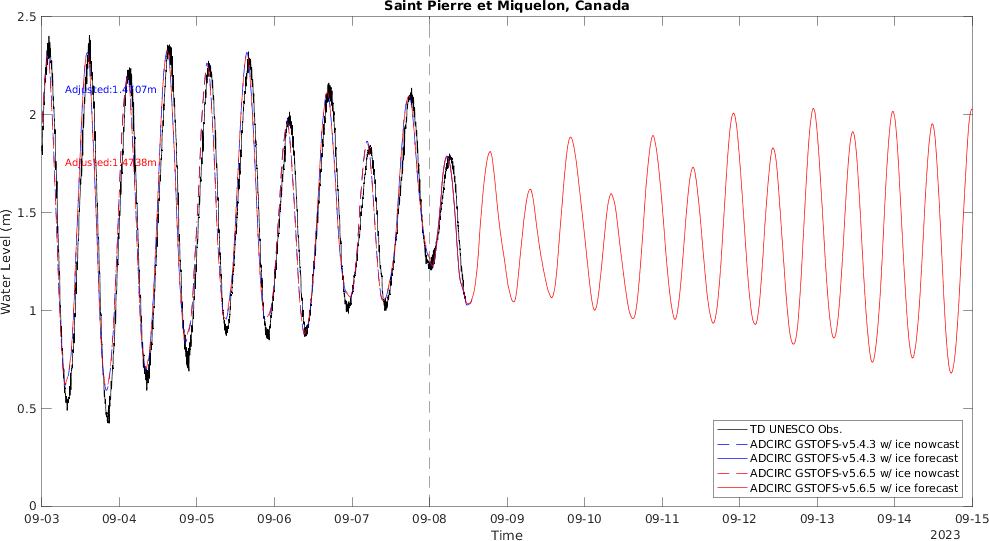 Saint Pierre et Miquelon, Canada
2.5
2
1.5
1
0.5
0
Water Level (m)
Adjusted:1.4707m
Adjusted:1.4738m
TD UNESCO Obs.
ADCIRC GSTOFS-v5.4.3 w/ ice nowcast
ADCIRC GSTOFS-v5.4.3 w/ ice forecast
ADCIRC GSTOFS-v5.6.5 w/ ice nowcast
ADCIRC GSTOFS-v5.6.5 w/ ice forecast
09-03 09-04 09-05 09-06 09-07 09-08 09-09 09-10 09-11 09-12 09-13 09-14 09-15
Time
2023